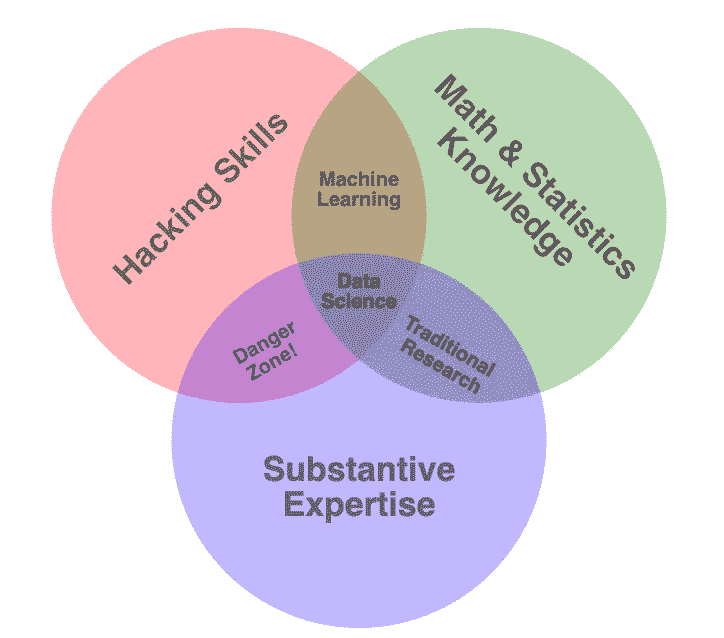 Hacking Skills
Math & Statistics
Knowledge
Machine
Learning
Data
Science
Danger
Zone!
Traditional
Research
Substantive
Expertise